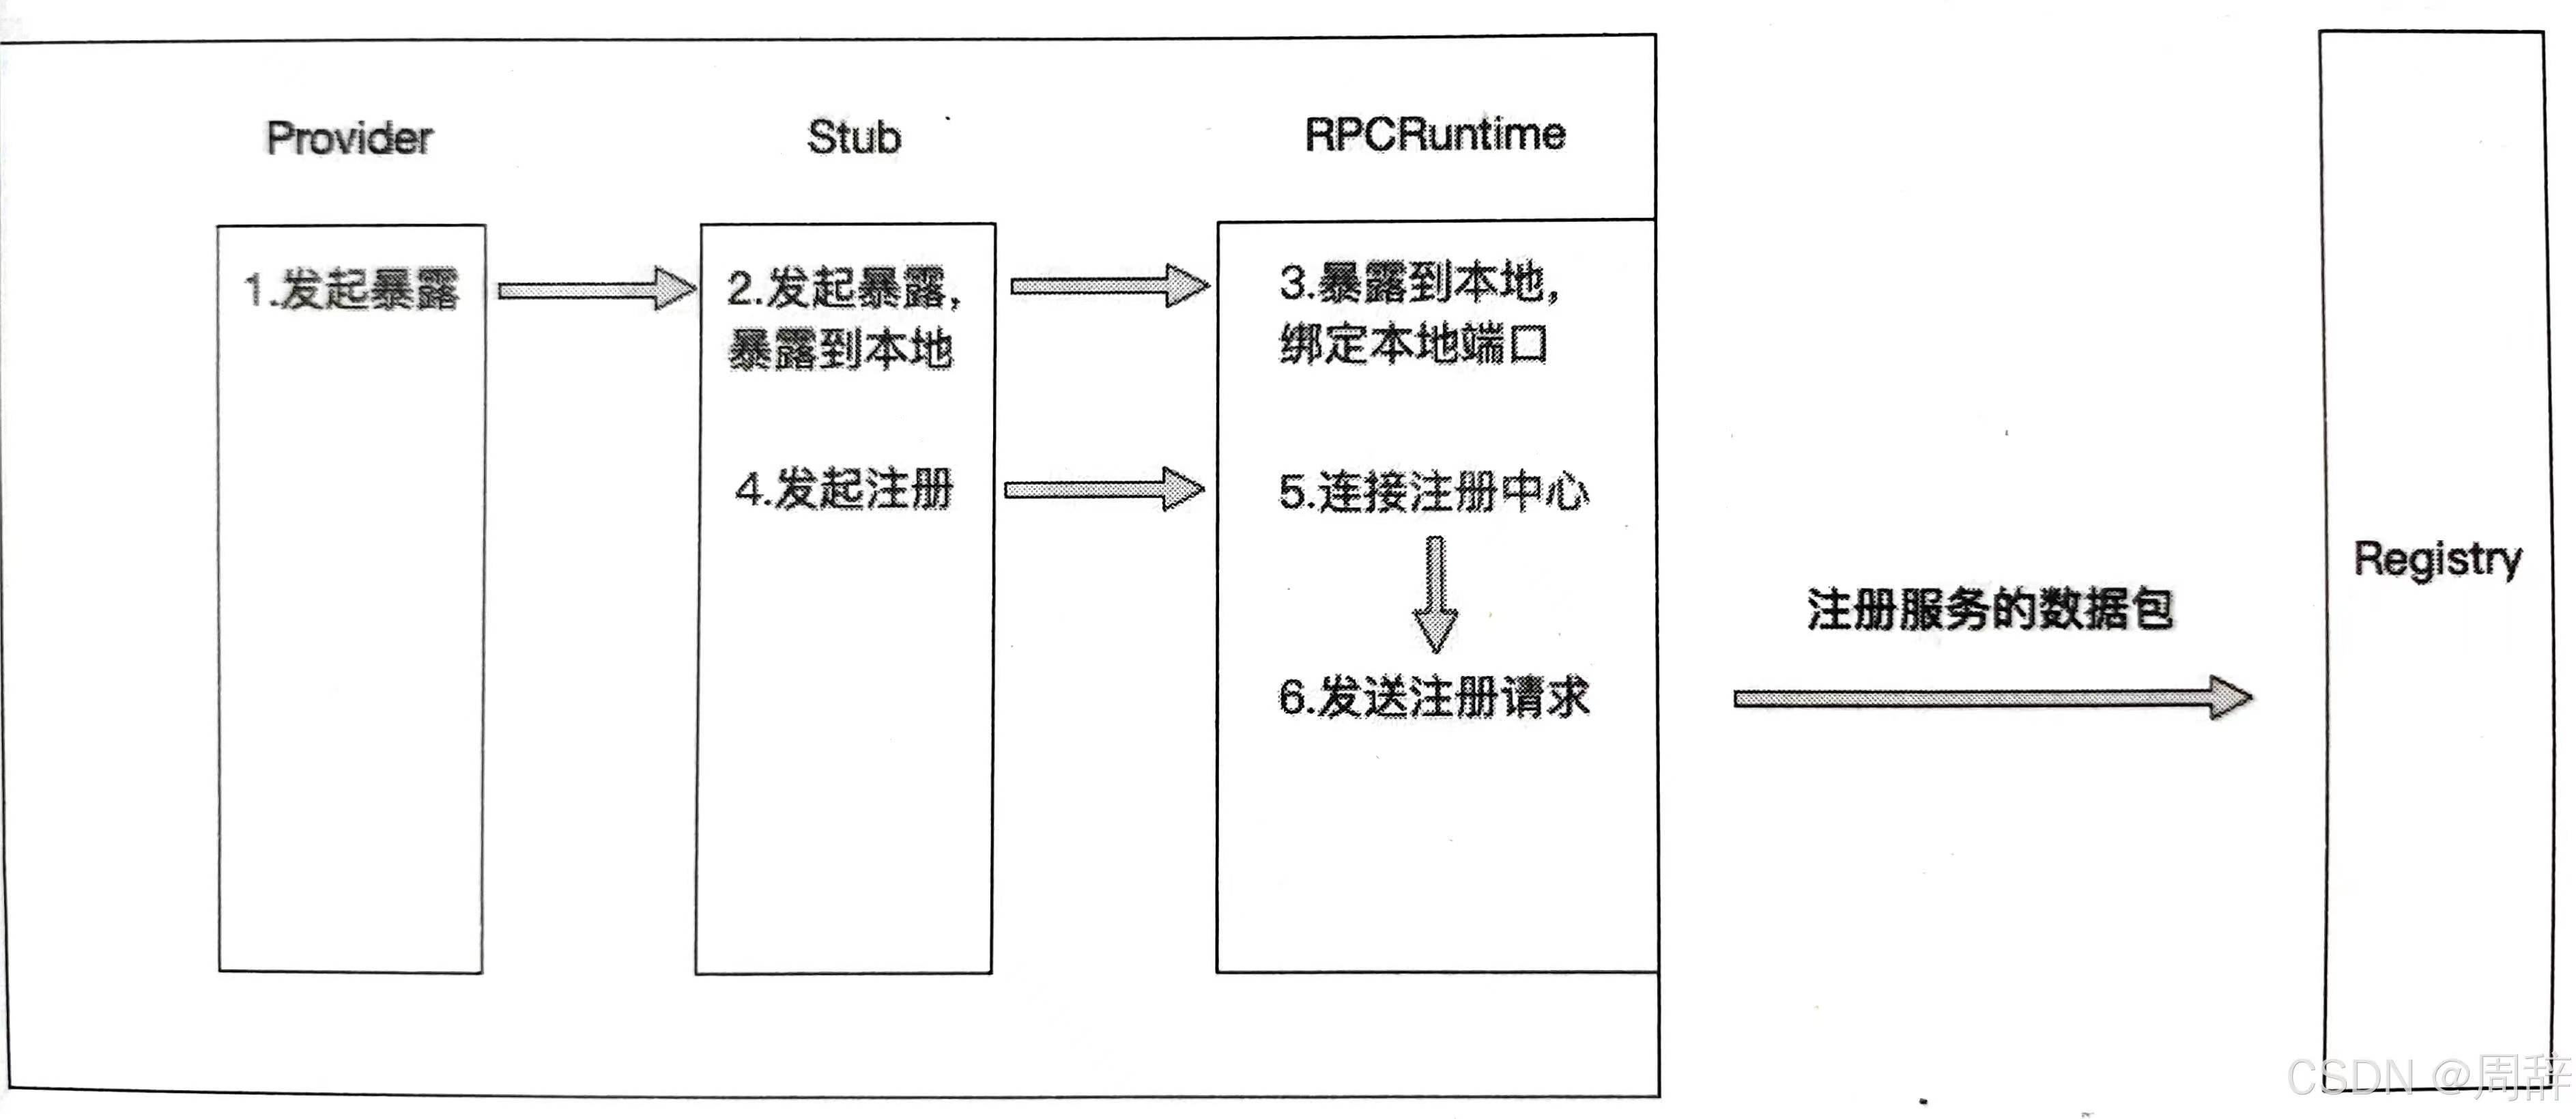 Provider
Stub
RPCRuntime
1.发起暴露
2.发起暴露，
暴露到本地
3.暴露到本地，
绑定本地端口
4.发起注册
5.连接注册中心
6.发送注册请求
注册服务的数据包
Registry
CSDN @周辞